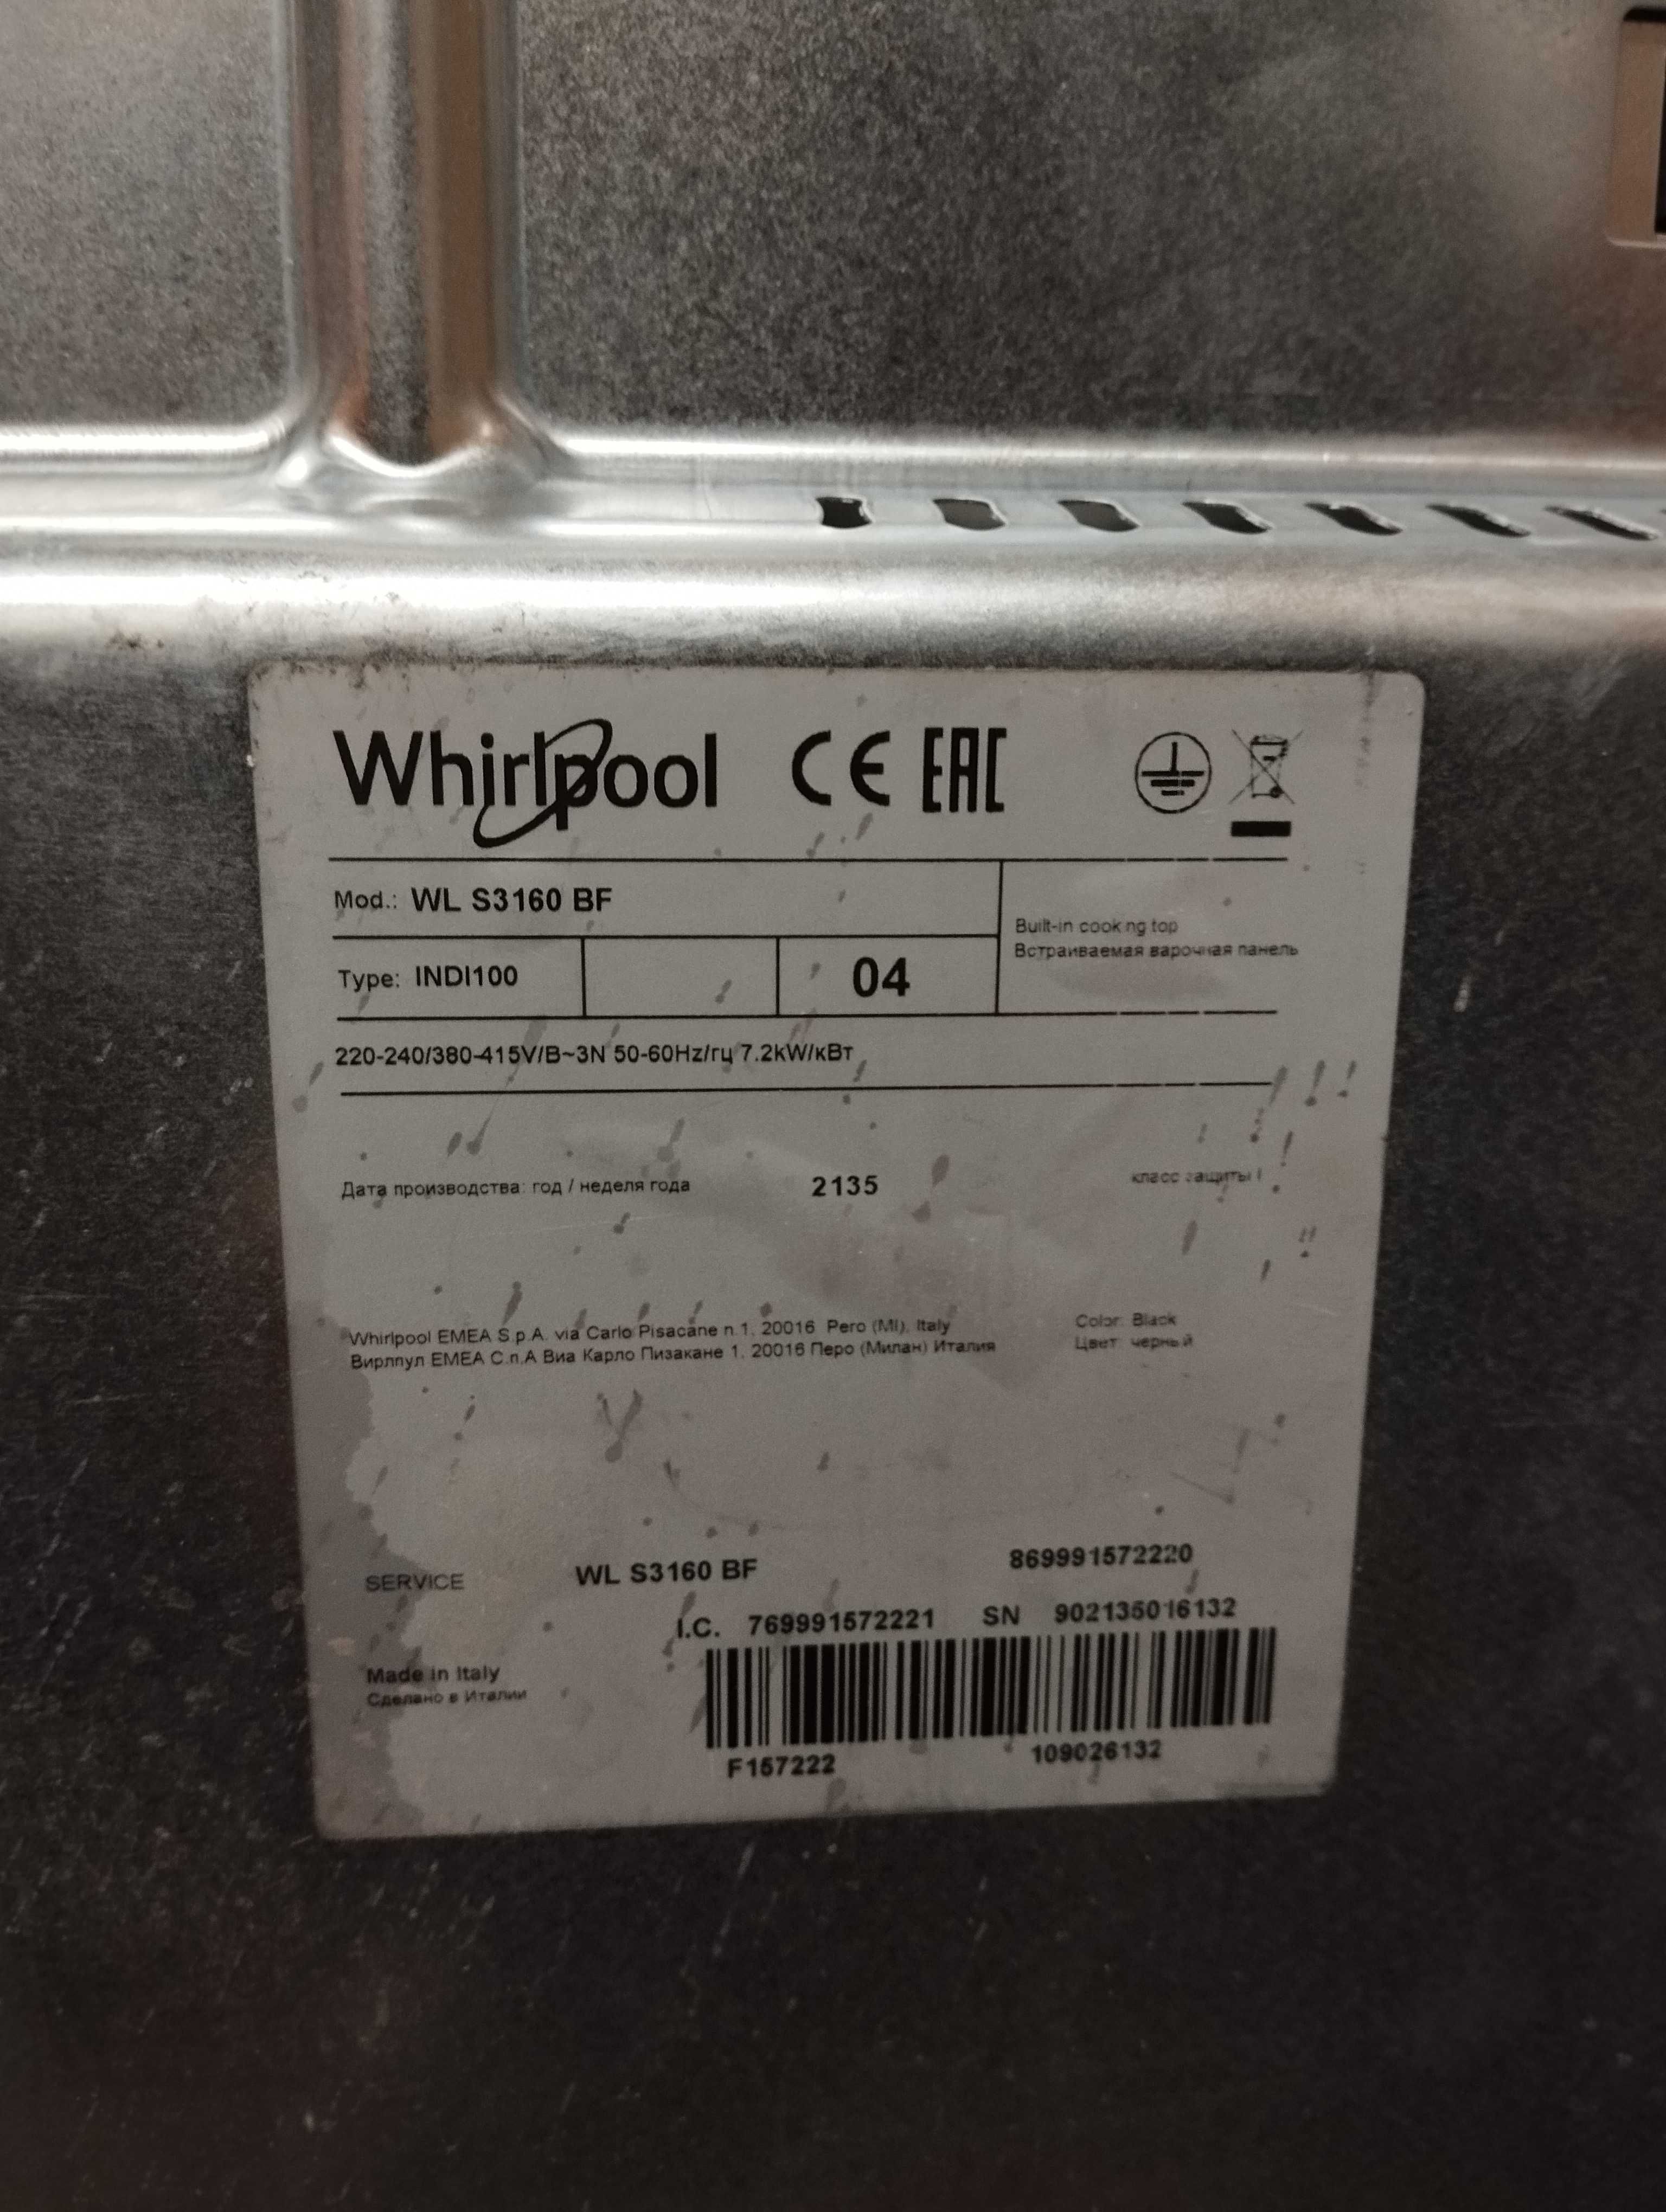 Whirlpool CE EAC
Mod.: WL S3160 BF
Built-in cooking top
Встраиваемая варочная панель
Type: INDI100
04
220-240/380-415V/В~3N 50-60Hz/гц 7.2kW/кВт
Дата производства: год / неделя года 2135 класс защиты I
Whirlpool EMEA S.p.A. via Carlo Pisacane n.1, 20016 Pero (MI), Italy
Вирлпул EMEA С.п.А Виа Карло Пизакане 1, 20016 Перо (Милан) Италия
Color: Black
Цвет: черный
SERVICE WL S3160 BF 869991572220
I.C. 769991572221 SN 902135016132
Made in Italy
Сделано в Италии
F157222 109026132